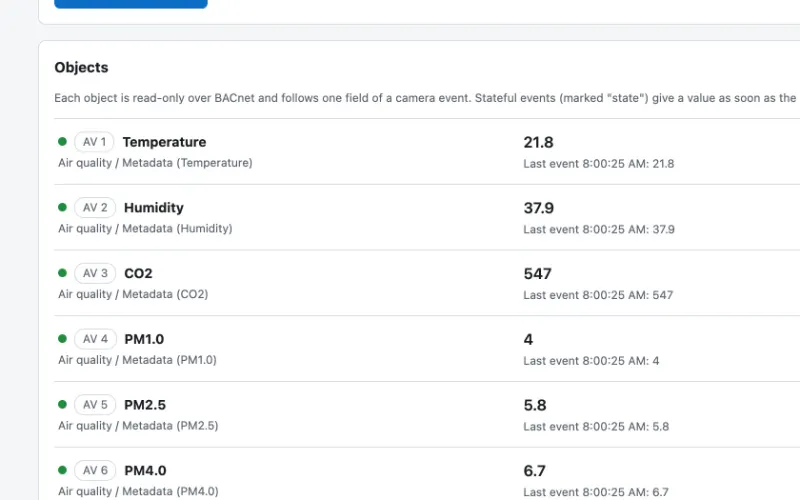 Objects
Each object is read-only over BACnet and follows one field of a camera event. Stateful events (marked "state") give a value as soon as the
AV 1 Temperature 21.8
Air quality / Metadata (Temperature) Last event 8:00:25 AM: 21.8
AV 2 Humidity 37.9
Air quality / Metadata (Humidity) Last event 8:00:25 AM: 37.9
AV 3 CO2 547
Air quality / Metadata (CO2) Last event 8:00:25 AM: 547
AV 4 PM1.0 4
Air quality / Metadata (PM1.0) Last event 8:00:25 AM: 4
AV 5 PM2.5 5.8
Air quality / Metadata (PM2.5) Last event 8:00:25 AM: 5.8
AV 6 PM4.0 6.7
Air quality / Metadata (PM4.0) Last event 8:00:25 AM: 6.7